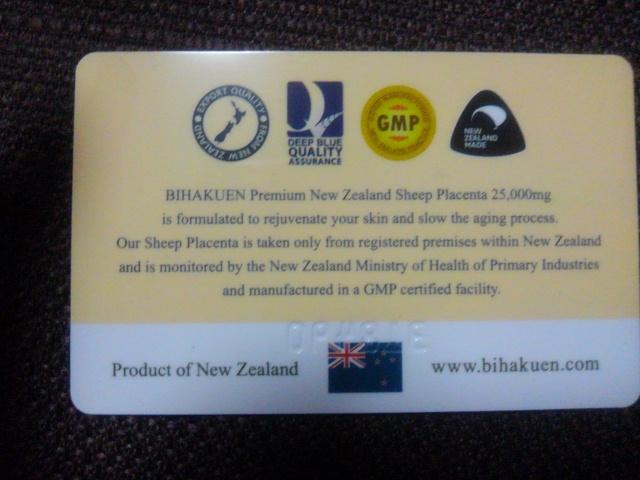 EXPORT QUALITY
FROM NEW ZEALAND
DEEP BLUE
QUALITY
ASSURANCE
GMP
NEW
ZEALAND
MADE
BIHAKUEN Premium New Zealand Sheep Placenta 25,000mg
is formulated to rejuvenate your skin and slow the aging process.
Our Sheep Placenta is taken only from registered premises within New Zealand
and is monitored by the New Zealand Ministry of Health of Primary Industries
and manufactured in a GMP certified facility.
Product of New Zealand
www.bihakuen.com